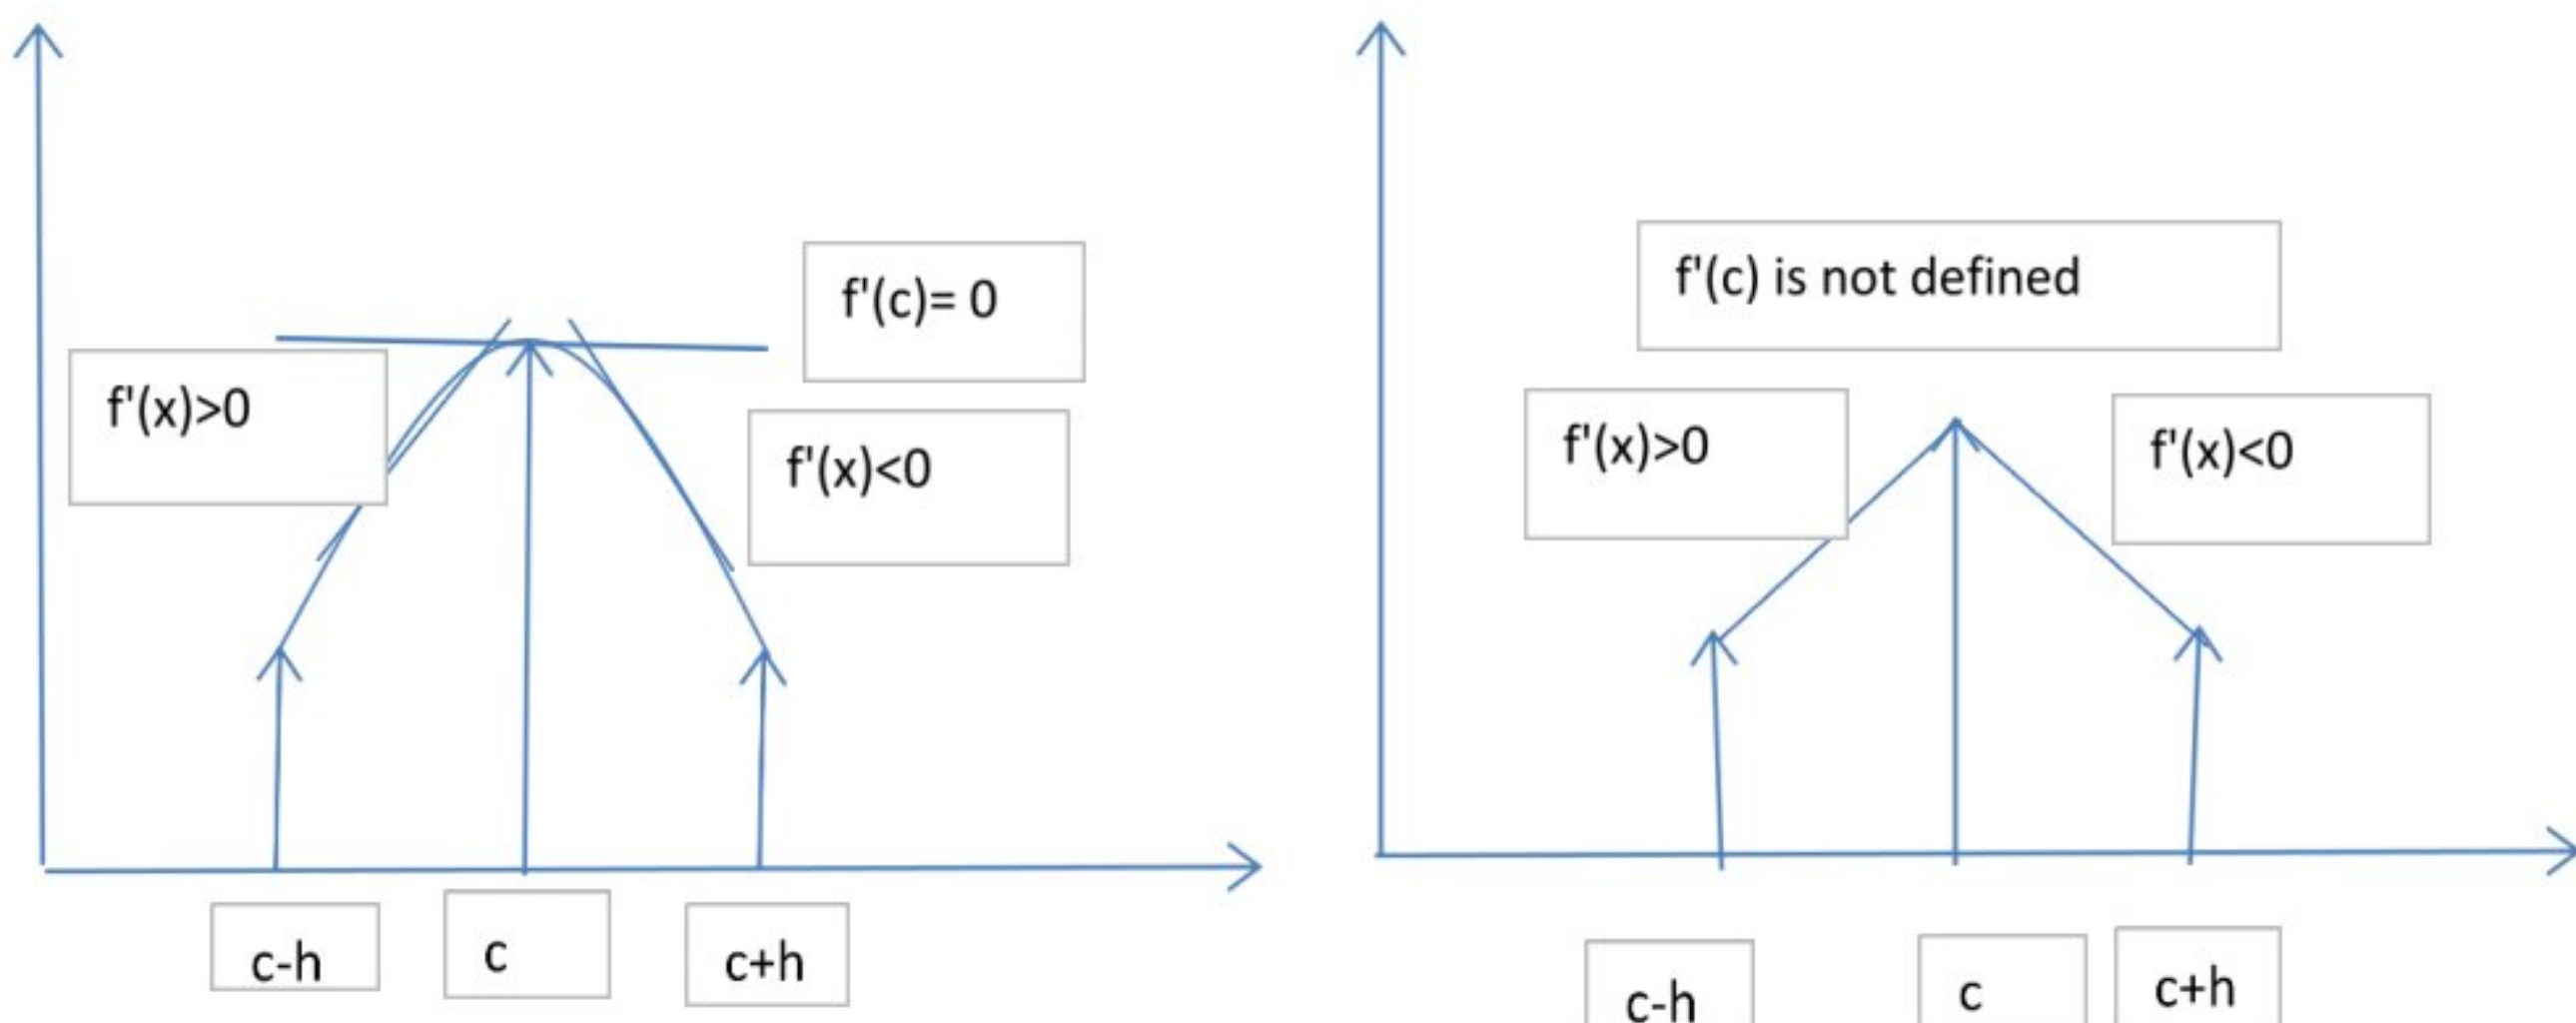 f'(c)= 0
f'(x)>0
f'(x)<0
c-h
c
c+h
f'(c) is not defined
f'(x)>0
f'(x)<0
c-h
c
c+h